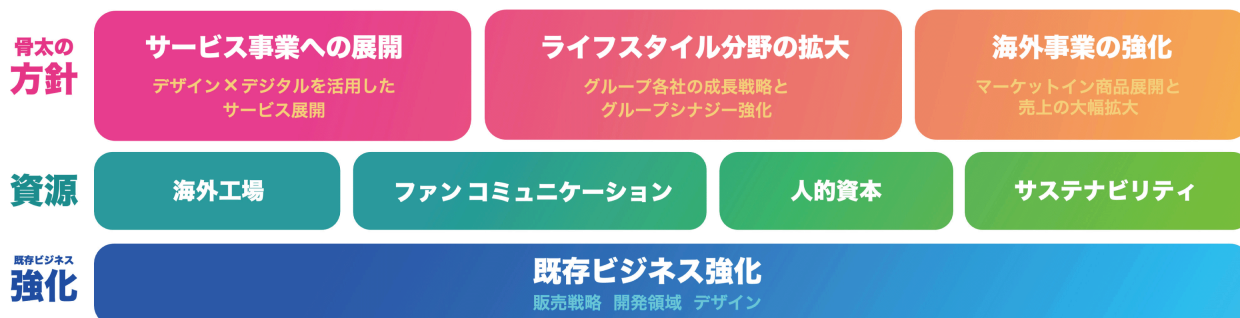 骨太の
方針
サービス事業への展開
デザイン×デジタルを活用した
サービス展開
ライフスタイル分野の拡大
グループ各社の成長戦略と
グループシナジー強化
海外事業の強化
マーケットイン商品展開と
売上の大幅拡大
資源
海外工場
ファン コミュニケーション
人的資本
サステナビリティ
既存ビジネス
強化
既存ビジネス強化
販売戦略 開発領域 デザイン